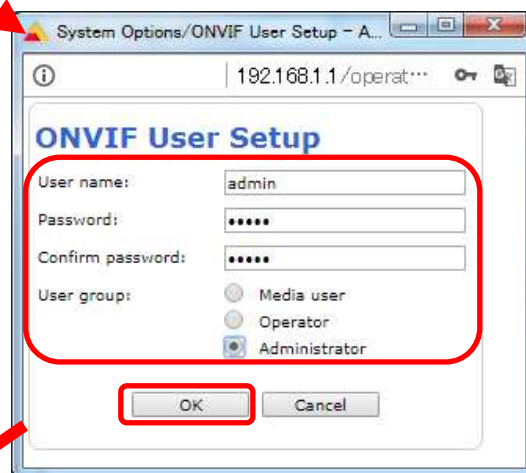 System Options/ONVIF User Setup - A...
192.168.1.1/operat...
ONVIF User Setup
User name: admin
Password: •••••
Confirm password: •••••
User group: Media user
Operator
Administrator
OK Cancel